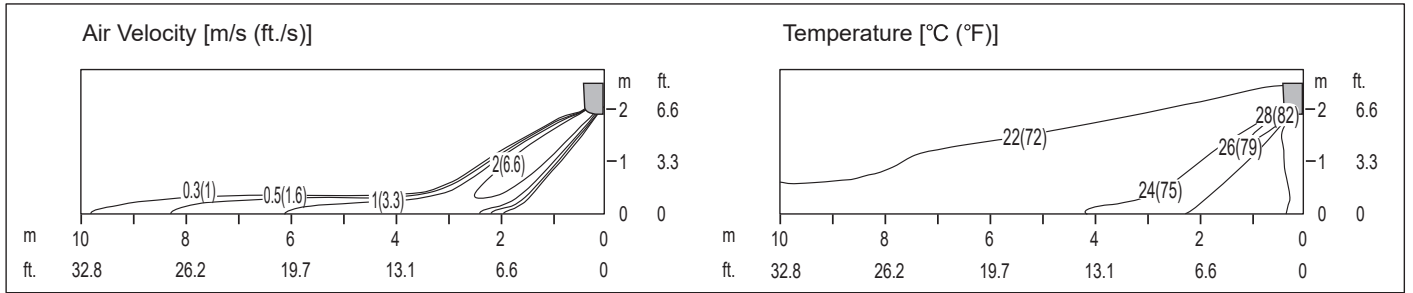 Air Velocity [m/s (ft./s)]
m ft.
2 6.6
1 3.3
0 0
2(6.6)
0.3(1) 0.5(1.6) 1(3.3)
m 10 8 6 4 2 0
ft. 32.8 26.2 19.7 13.1 6.6 0
Temperature [°C (°F)]
m ft.
2 6.6
1 3.3
0 0
28(82)
22(72)
26(79)
24(75)
m 10 8 6 4 2 0
ft. 32.8 26.2 19.7 13.1 6.6 0